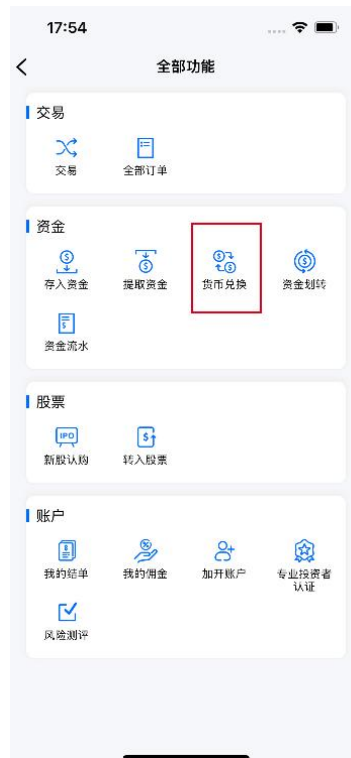 17:54
全部功能
交易
交易 全部订单
资金
存入资金 提取资金 货币兑换 资金划转
资金流水
股票
IPO
新股认购 转入股票
账户
我的结单 我的佣金 加开账户 专业投资者
认证
风险测评